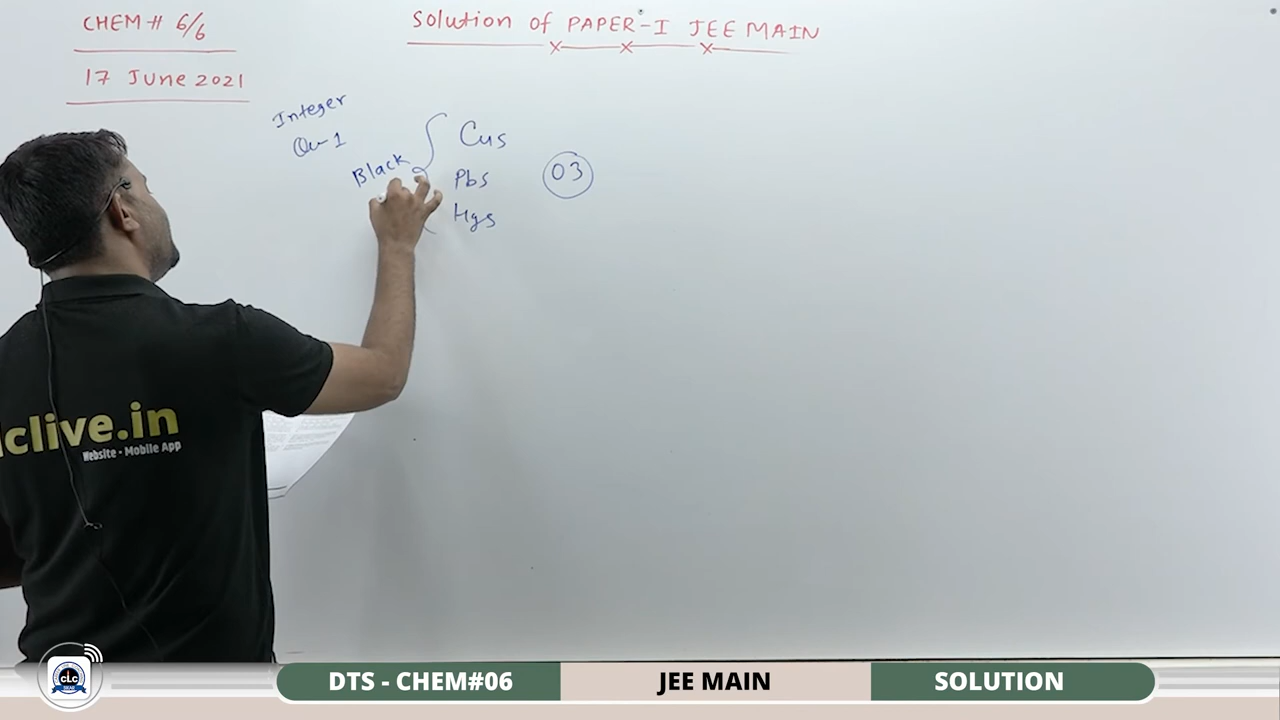 CHEM # 6/6
17 June 2021
Solution of PAPER-I JEE MAIN
Integer
Qu-1
Black
Cus
Pbs
Hgs
03
clive.in
Website - Mobile App
CLC
DTS - CHEM#06
JEE MAIN
SOLUTION